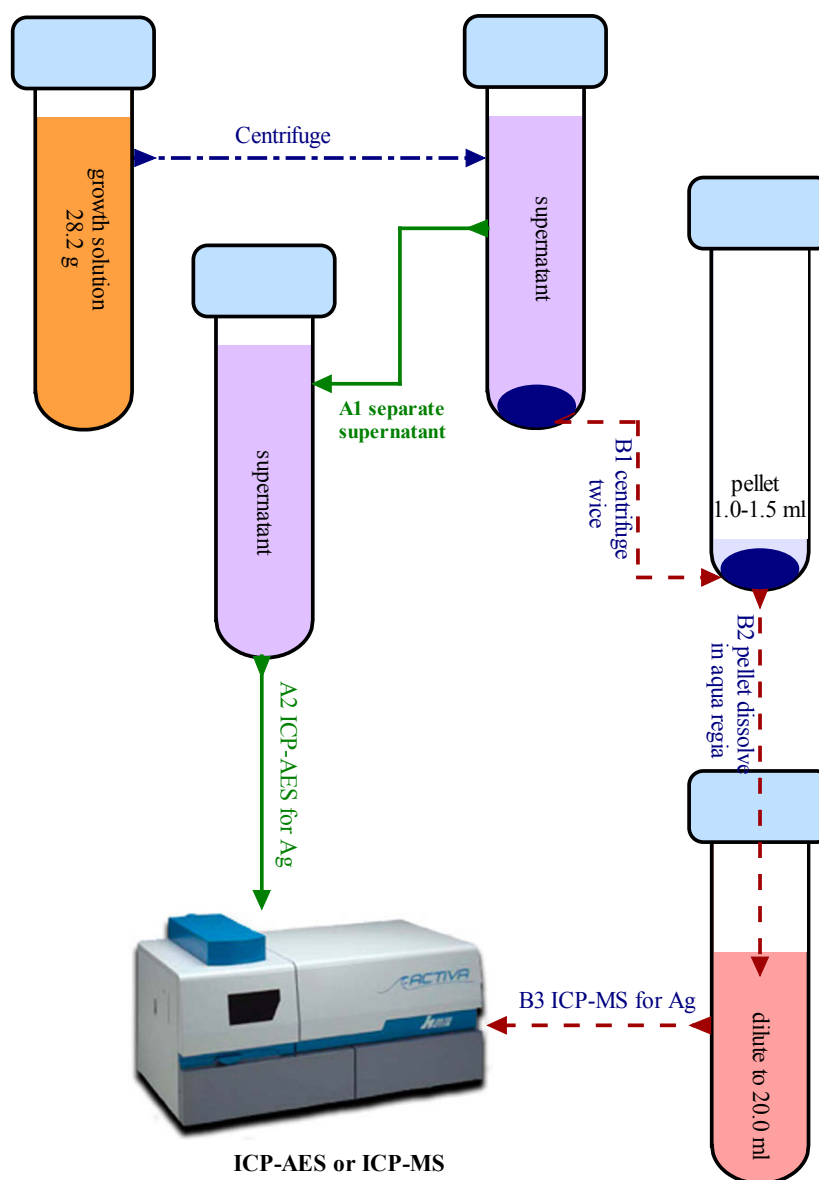 Centrifuge
growth solution
28.2 g
supernatant
A1 separate
supernatant
supernatant
B1 centrifuge
twice
pellet
1.0-1.5 ml
B2 pellet dissolve
in aqua regia
A2 ICP-AES for Ag
ACTIVA
B3 ICP-MS for Ag
dilute to 20.0 ml
ICP-AES or ICP-MS